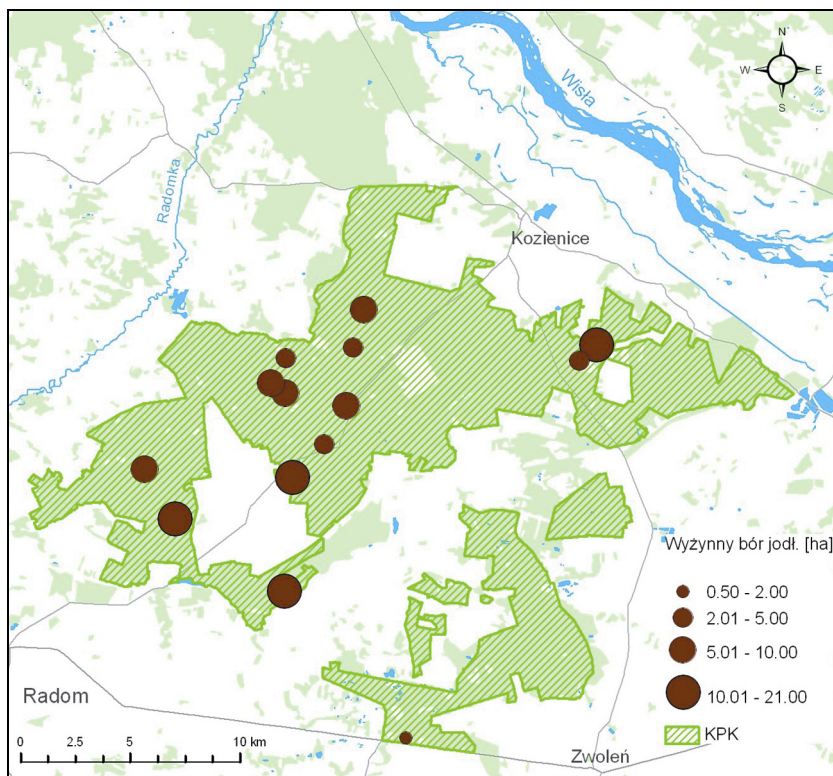 N
W E
S
Wisła
Radomka
Kozienice
Wyżynny bór jodł. [ha]
0.50 - 2.00
2.01 - 5.00
5.01 - 10.00
10.01 - 21.00
KPK
Radom
0 2.5 5 10 km
Zwoleń